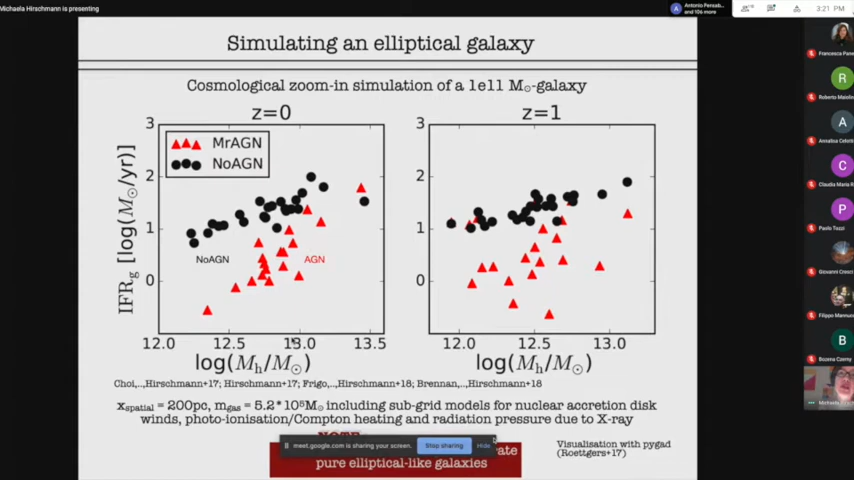 Michaela Hirschmann is presenting
Antonio Pensab...
and 106 more
3:21 PM
Simulating an elliptical galaxy
Cosmological zoom-in simulation of a 1e11 M⊙-galaxy
z=0
z=1
MrAGN
NoAGN
NoAGN
AGN
IFRg [log(M⊙/yr)]
3
2
1
0
3
2
1
0
12.0 12.5 13.0 13.5
12.0 12.5 13.0
log(Mh/M⊙)
log(Mh/M⊙)
Choi,..,Hirschmann+17; Hirschmann+17; Frigo,..,Hirschmann+18; Brennan,..,Hirschmann+18
xspatial = 200pc, mgas = 5.2*10⁵M⊙ including sub-grid models for nuclear accretion disk
winds, photo-ionisation/Compton heating and radiation pressure due to X-ray
NOTE
meet.google.com is sharing your screen. Stop sharing Hide
rate
pure elliptical-like galaxies
Visualisation with pygad
(Roettgers+17)
Francesca Pane
R
Roberto Maiolin
A
Annalisa Celotti
C
Claudia Maria R
P
Paolo Tozzi
Giovanni Cresci
Filippo Mannuc
B
Bozena Czerny
Michaela Hirsch